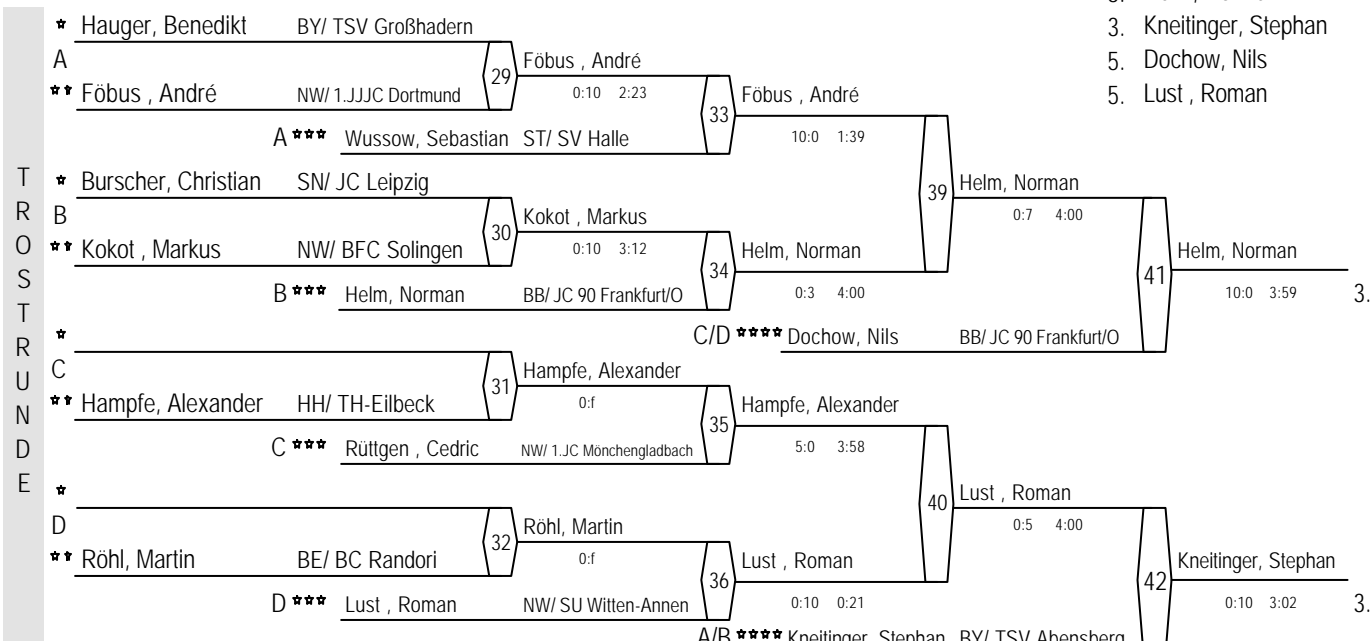 3. Kneitinger, Stephan
5. Dochow, Nils
5. Lust , Roman
TROSTRUNDE
Hauger, Benedikt BY/ TSV Großhadern
A
29
Föbus , André
0:10 2:23
Föbus , André NW/ 1.JJJC Dortmund
33
Föbus , André
10:0 1:39
A Wussow, Sebastian ST/ SV Halle
39
Helm, Norman
0:7 4:00
Burscher, Christian SN/ JC Leipzig
B
30
Kokot , Markus
0:10 3:12
Kokot , Markus NW/ BFC Solingen
34
Helm, Norman
0:3 4:00
B Helm, Norman BB/ JC 90 Frankfurt/O
41
Helm, Norman
10:0 3:59 3.
C/D Dochow, Nils BB/ JC 90 Frankfurt/O
C
31
Hampfe, Alexander
0:f
Hampfe, Alexander HH/ TH-Eilbeck
35
Hampfe, Alexander
5:0 3:58
C Rüttgen , Cedric NW/ 1.JC Mönchengladbach
40
Lust , Roman
0:5 4:00
D
32
Röhl, Martin
0:f
Röhl, Martin BE/ BC Randori
36
Lust , Roman
0:10 0:21
D Lust , Roman NW/ SU Witten-Annen
42
Kneitinger, Stephan
0:10 3:02 3.
A/B Kneitinger, Stephan BY/ TSV Abensberg